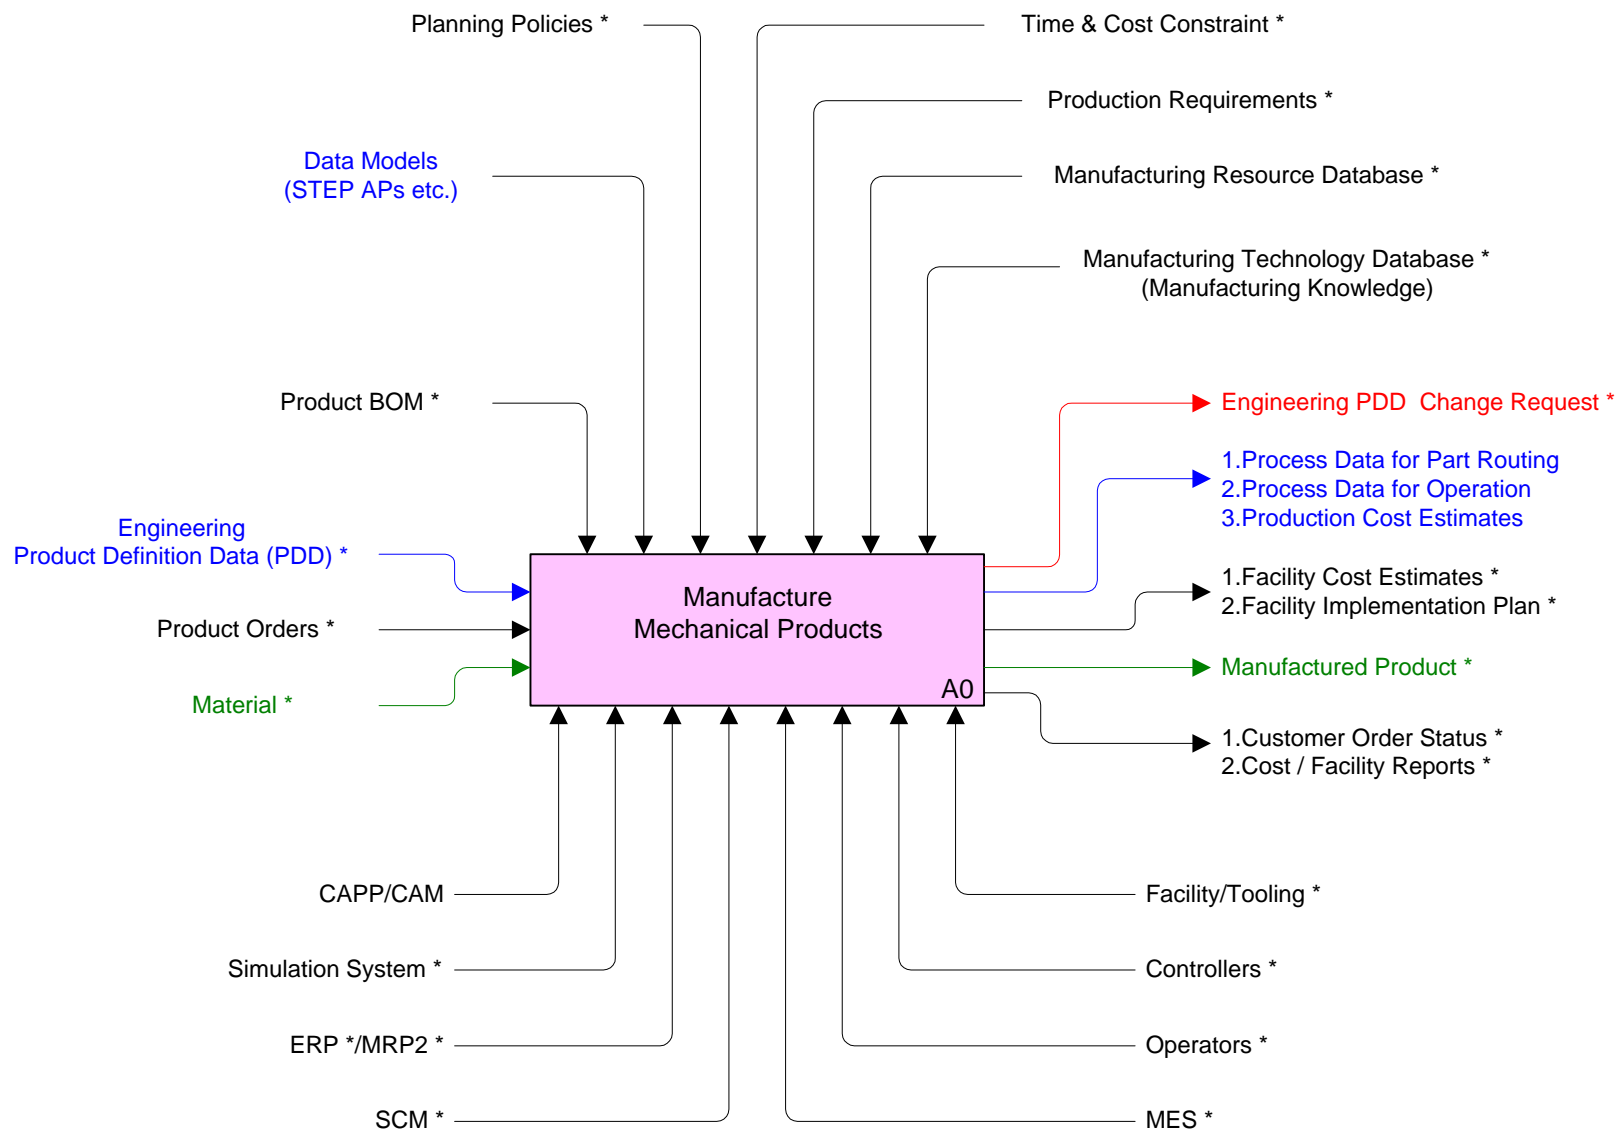 Planning Policies *
Time & Cost Constraint *
Production Requirements *
Data Models
(STEP APs etc.)
Manufacturing Resource Database *
Manufacturing Technology Database *
(Manufacturing Knowledge)
Product BOM *
Engineering PDD  Change Request *
1.Process Data for Part Routing
2.Process Data for Operation
3.Production Cost Estimates
Engineering
Product Definition Data (PDD) *
Product Orders *
Material *
Manufacture
Mechanical Products
A0
1.Facility Cost Estimates *
2.Facility Implementation Plan *
Manufactured Product *
1.Customer Order Status *
2.Cost / Facility Reports *
CAPP/CAM
Facility/Tooling *
Simulation System *
Controllers *
ERP */MRP2 *
Operators *
SCM *
MES *